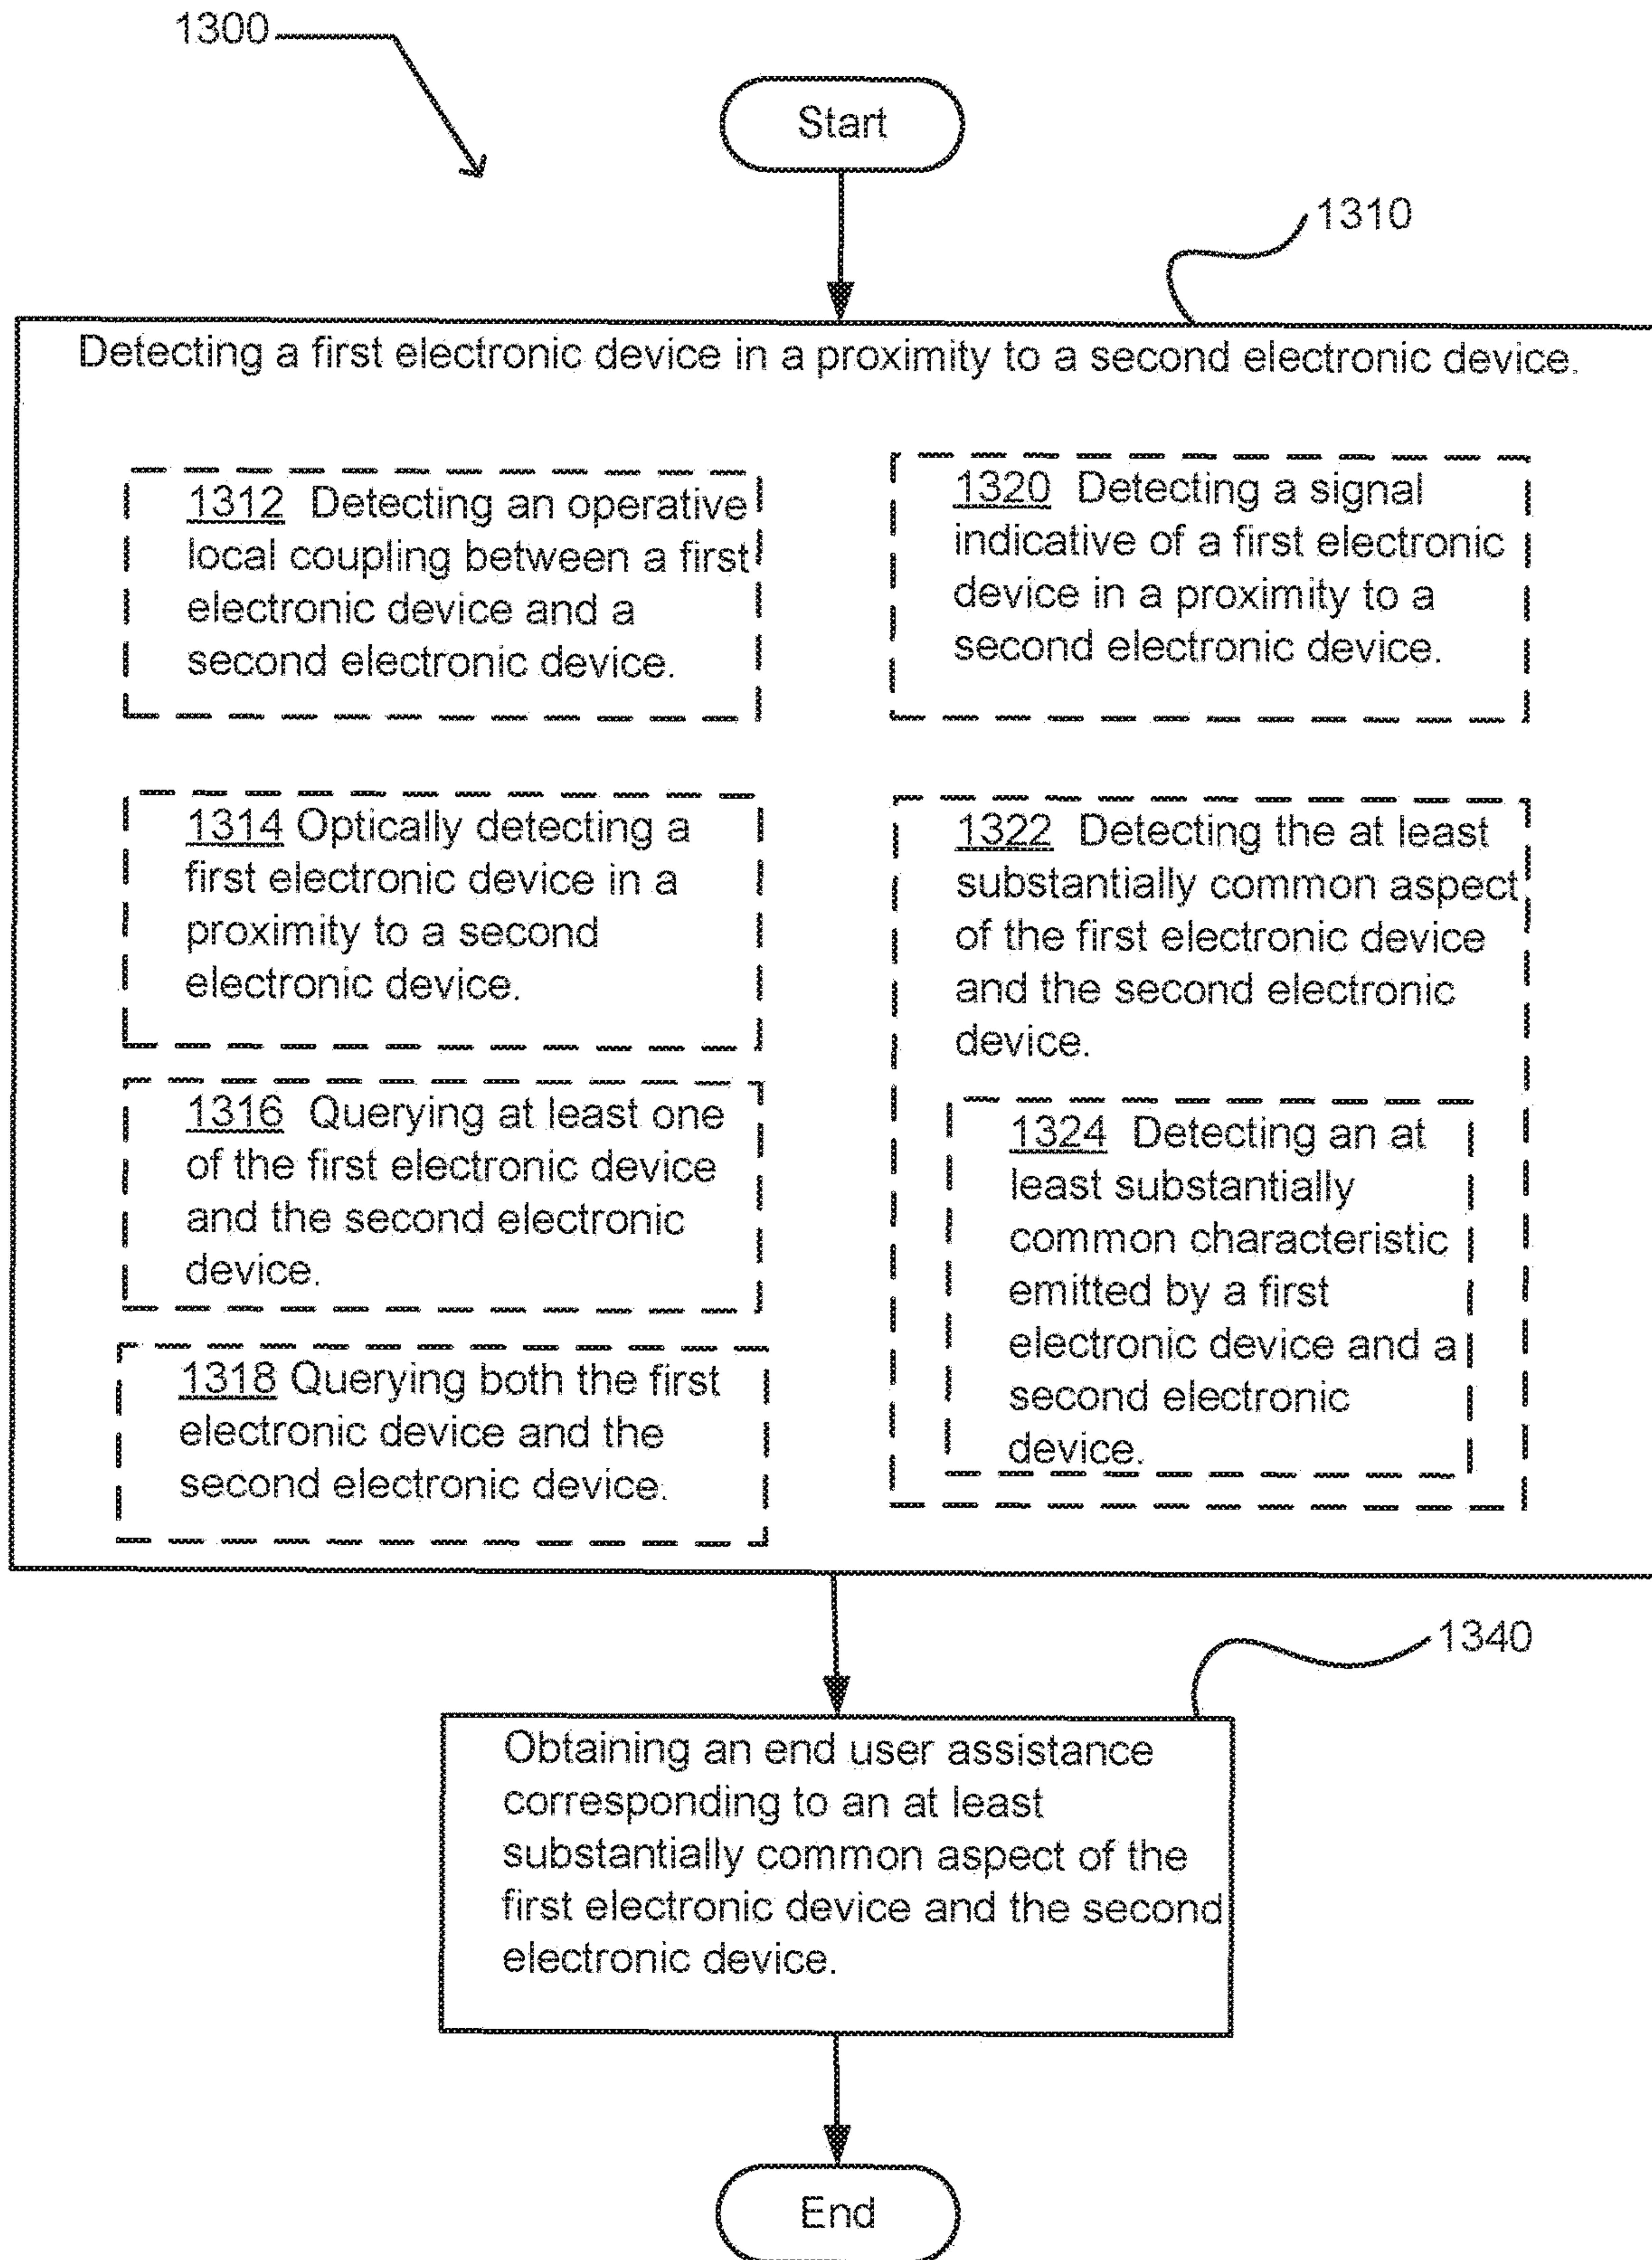 1300
Start
1310
Detecting a first electronic device in a proximity to a second electronic device.
1312 Detecting an operative
local coupling between a first
electronic device and a
second electronic device.
1314 Optically detecting a
first electronic device in a
proximity to a second
electronic device.
1316 Querying at least one
of the first electronic device
and the second electronic
device.
1318 Querying both the first
electronic device and the
second electronic device.
1320 Detecting a signal
indicative of a first electronic
device in a proximity to a
second electronic device.
1322 Detecting the at least
substantially common aspect
of the first electronic device
and the second electronic
device.
1324 Detecting an at
least substantially
common characteristic
emitted by a first
electronic device and a
second electronic
device.
1340
Obtaining an end user assistance
corresponding to an at least
substantially common aspect of the
first electronic device and the second
electronic device.
End